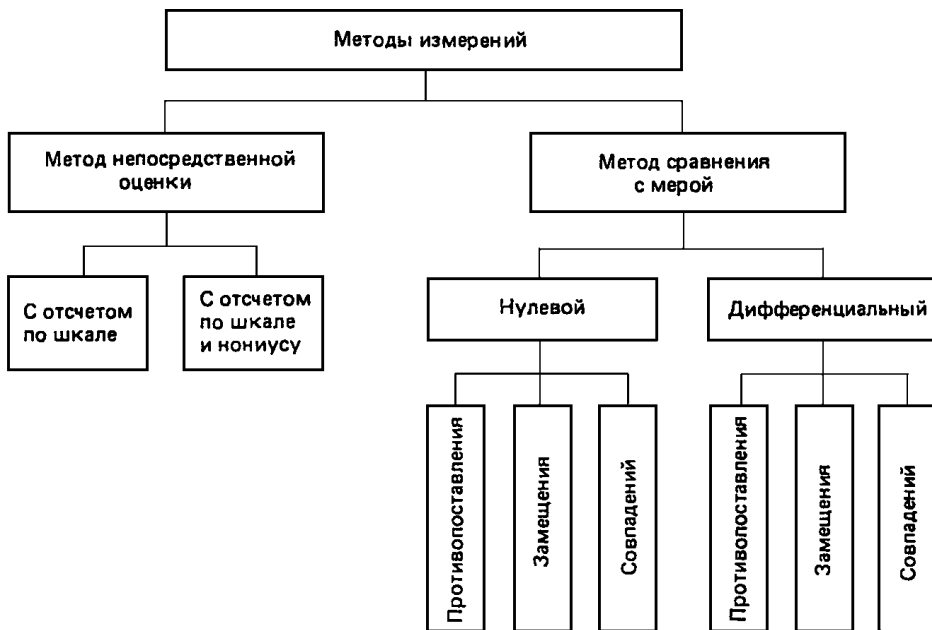 Методы измерений
Метод непосредственной
оценки
Метод сравнения
с мерой
С отсчетом
по шкале
С отсчетом
по шкале
и нониусу
Нулевой
Дифференциальный
Противопоставления
Замещения
Совпадений
Противопоставления
Замещения
Совпадений